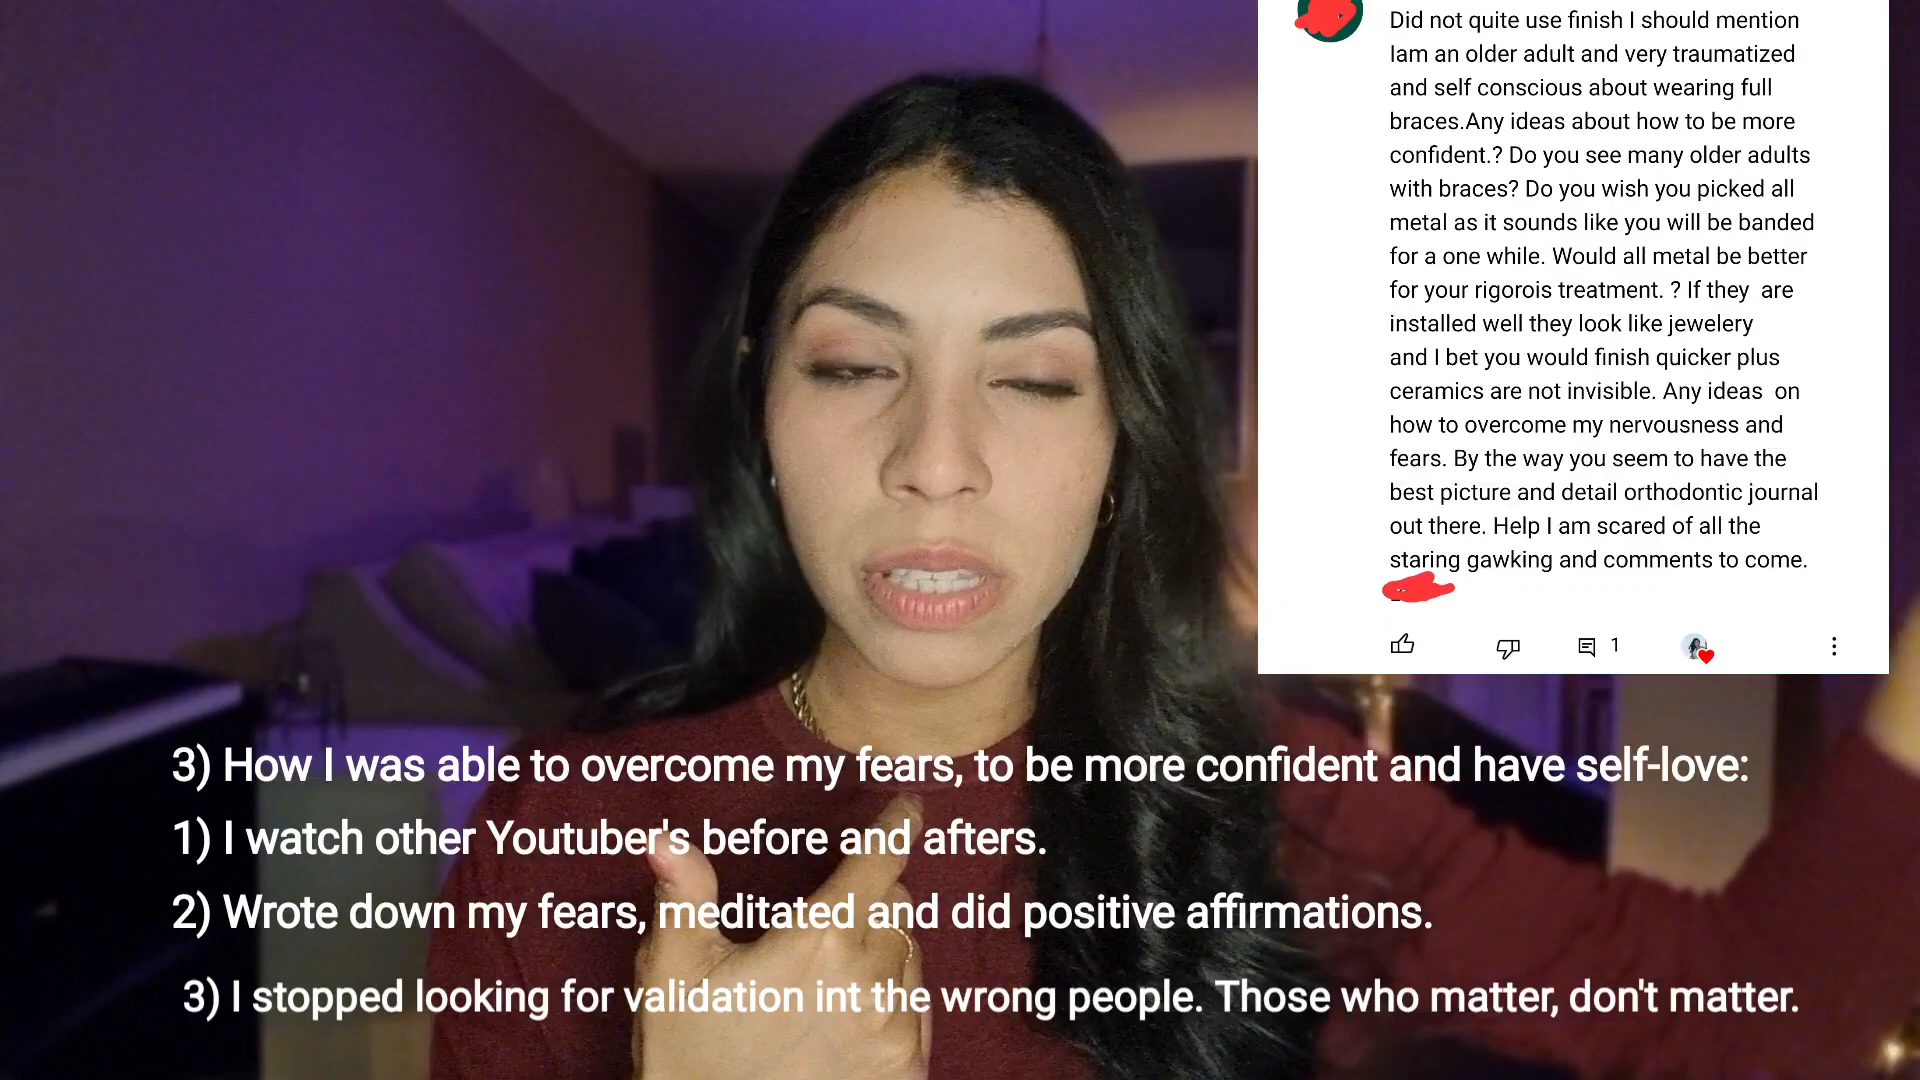 Did not quite use finish I should mention
Iam an older adult and very traumatized
and self conscious about wearing full
braces.Any ideas about how to be more
confident.? Do you see many older adults
with braces? Do you wish you picked all
metal as it sounds like you will be banded
for a one while. Would all metal be better
for your rigorois treatment. ? If they  are
installed well they look like jewelery
and I bet you would finish quicker plus
ceramics are not invisible. Any ideas  on
how to overcome my nervousness and
fears. By the way you seem to have the
best picture and detail orthodontic journal
out there. Help I am scared of all the
staring gawking and comments to come.
1
3) How I was able to overcome my fears, to be more confident and have self-love:
1) I watch other Youtuber's before and afters.
2) Wrote down my fears, meditated and did positive affirmations.
3) I stopped looking for validation int the wrong people. Those who matter, don't matter.